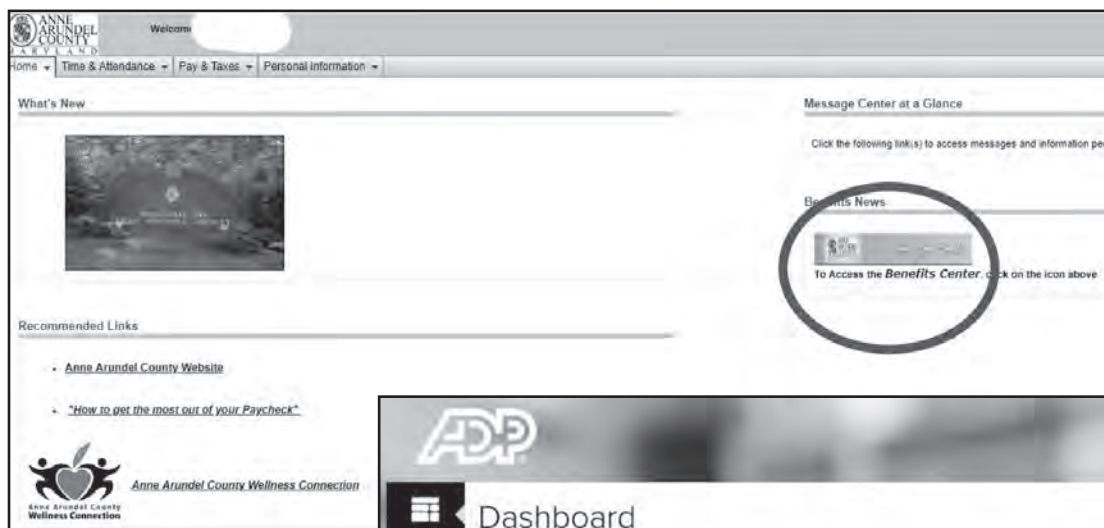 ANNE
ARUNDEL
COUNTY
MARYLAND
Welcome
Home
Time & Attendance
Pay & Taxes
Personal Information
What's New
Message Center at a Glance
Click the following link(s) to access messages and information
Benefits News
To Access the Benefits Center, click on the icon above
Recommended Links
Anne Arundel County Website
"How to get the most out of your Paycheck"
Anne Arundel County Wellness Connection
Anne Arundel County
Wellness Connection
ADP
Dashboard